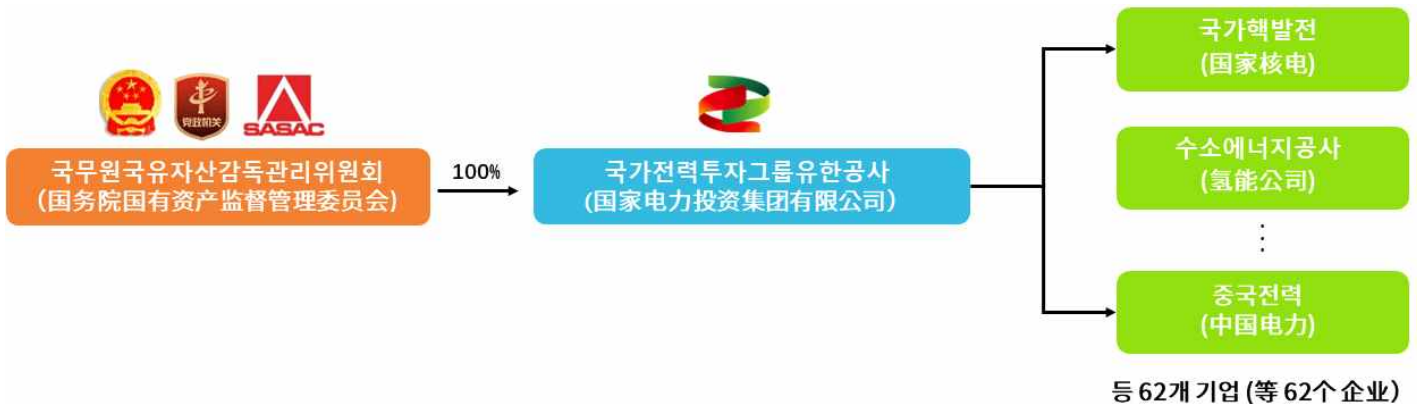 党政机关
SASAC
국무원국유자산감독관리위원회
(国务院国有资产监督管理委员会)
100%
국가전력투자그룹유한공사
(国家电力投资集团有限公司)
국가핵발전
(国家核电)
수소에너지공사
(氢能公司)
⋮
중국전력
(中国电力)
등 62개 기업 (等 62个 企业)